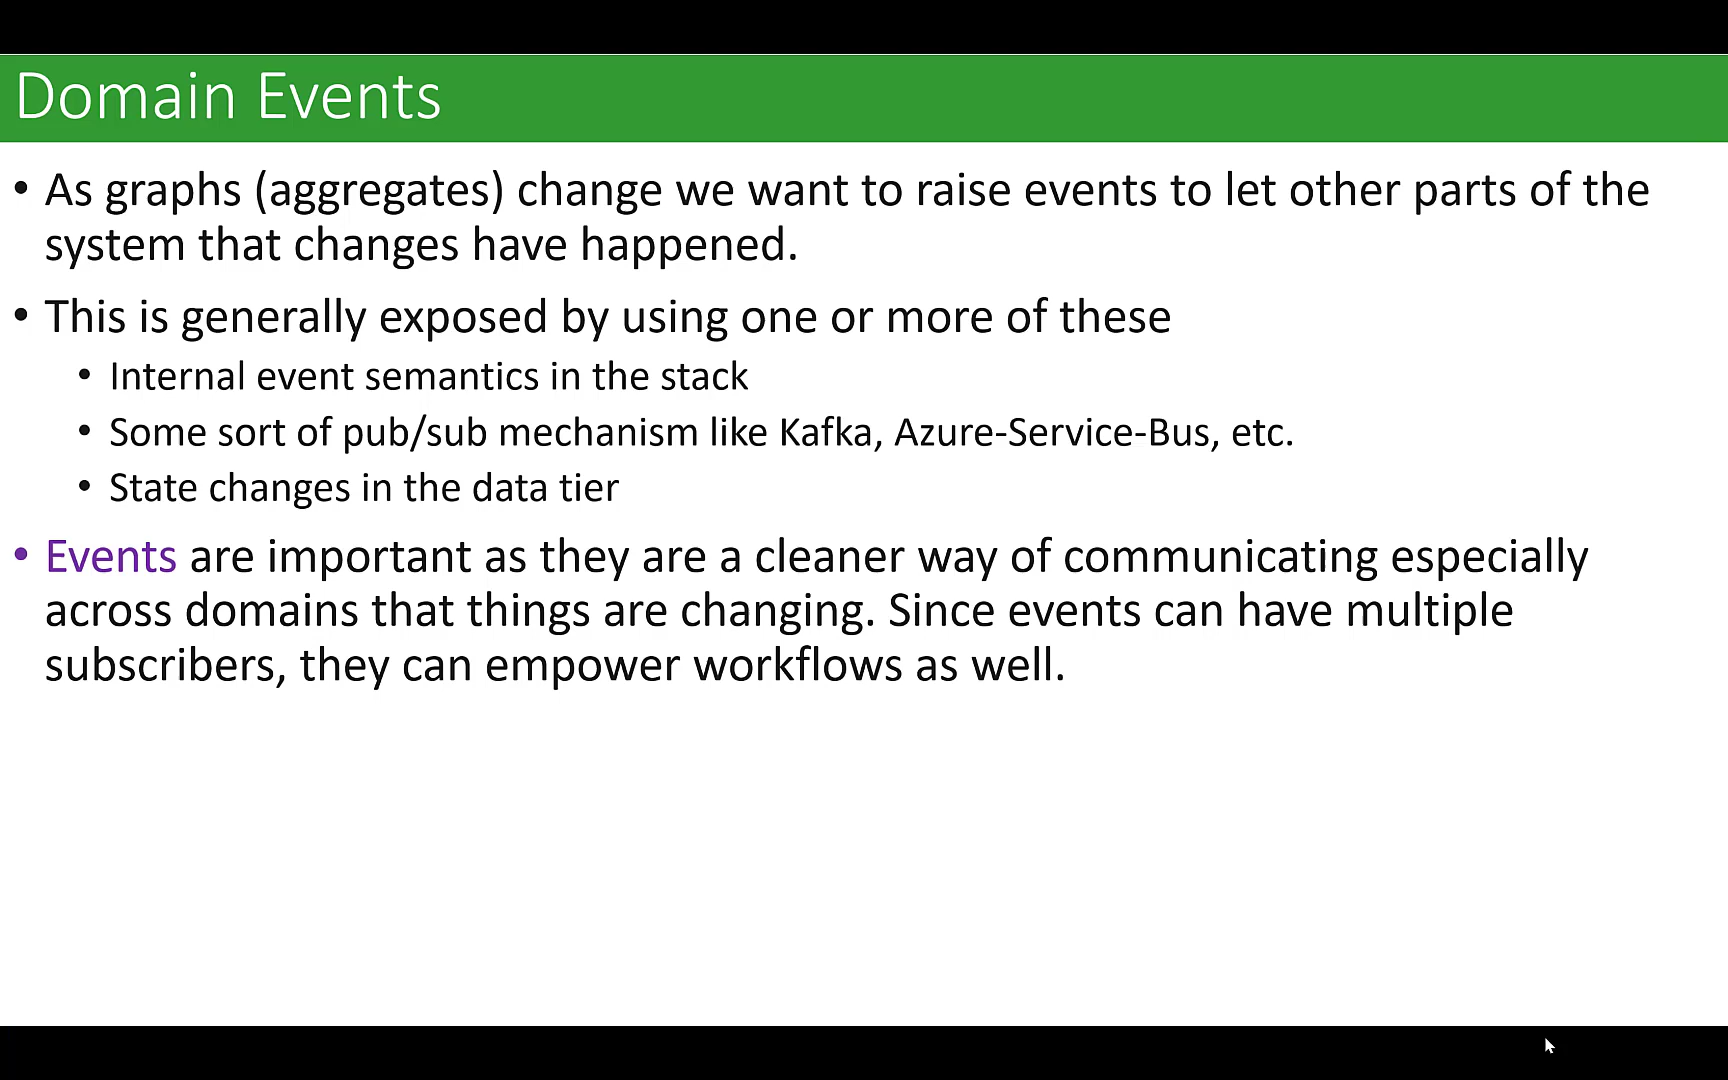 Domain Events
• As graphs (aggregates) change we want to raise events to let other parts of the
system that changes have happened.
• This is generally exposed by using one or more of these
• Internal event semantics in the stack
• Some sort of pub/sub mechanism like Kafka, Azure-Service-Bus, etc.
• State changes in the data tier
• Events are important as they are a cleaner way of communicating especially
across domains that things are changing. Since events can have multiple
subscribers, they can empower workflows as well.